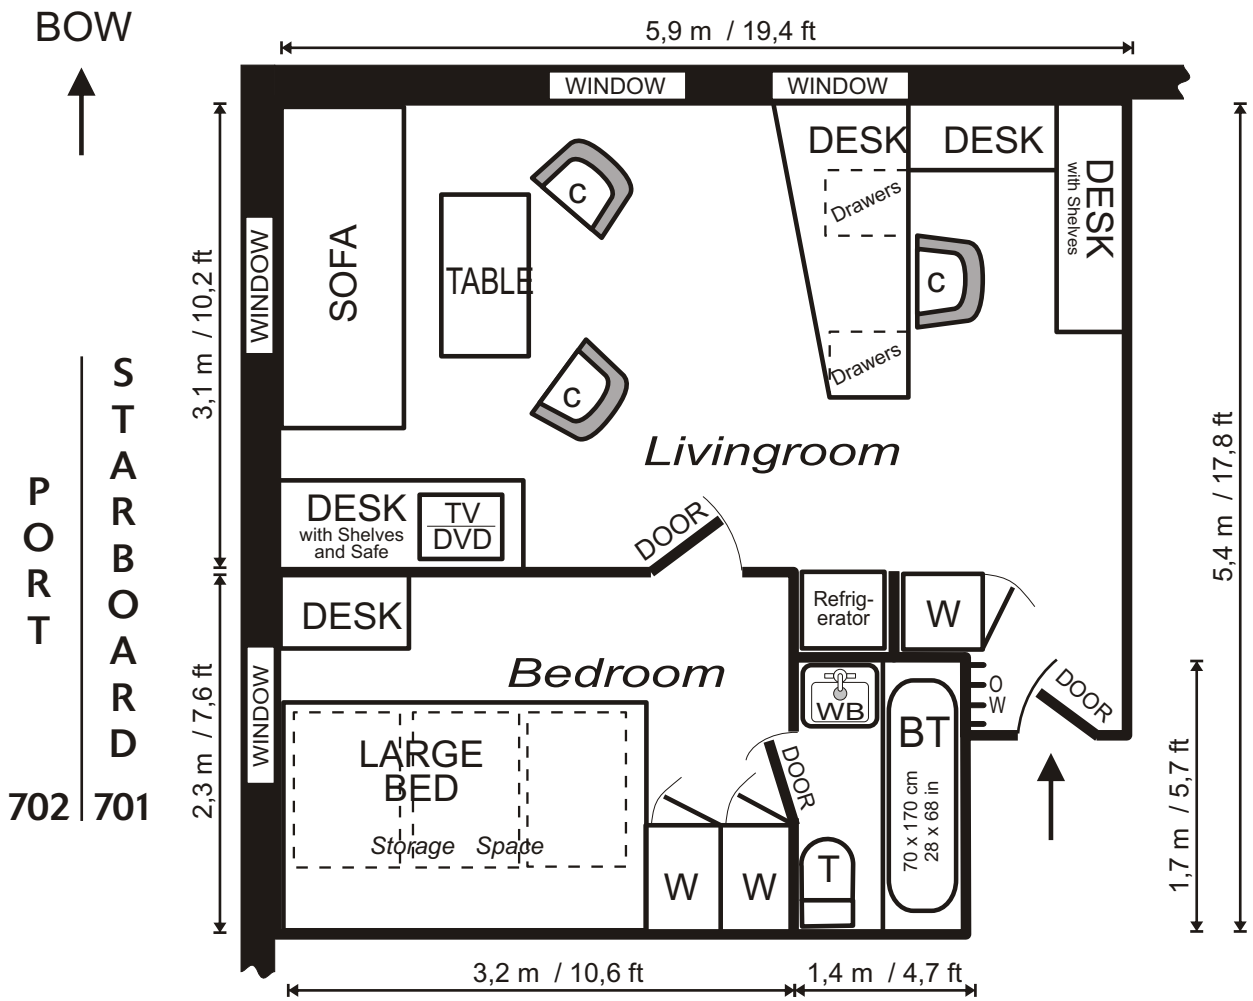 BOW
5,9 m / 19,4 ft
WINDOW
WINDOW
DESK
DESK
DESK
with Shelves
Drawers
Drawers
C
C
C
SOFA
TABLE
WINDOW
3,1 m / 10,2 ft
5,4 m / 17,8 ft
Livingroom
DESK
with Shelves
and Safe
TV
DVD
DOOR
PORT
STARBOARD
702
701
DESK
Refrig-
erator
W
Bedroom
WINDOW
2,3 m / 7,6 ft
LARGE
BED
Storage Space
WB
BT
70 x 170 cm
28 x 68 in
O
W
DOOR
DOOR
W
W
T
1,7 m / 5,7 ft
3,2 m / 10,6 ft
1,4 m / 4,7 ft